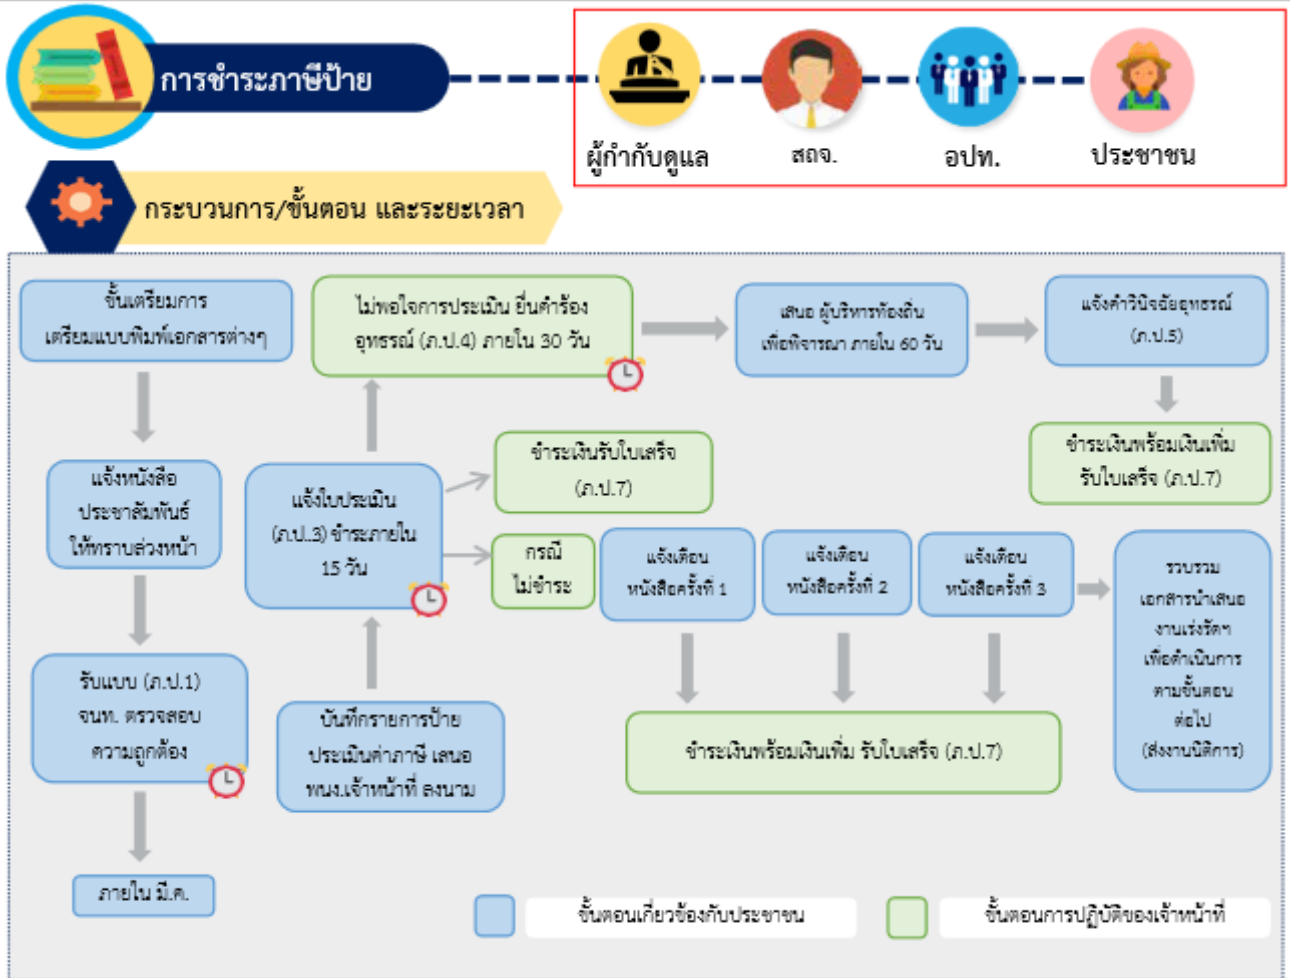 การชำระภาษีป้าย
ผู้กำกับดูแล
สถจ.
อปท.
ประชาชน
กระบวนการ/ขั้นตอน และระยะเวลา
ขั้นเตรียมการ
เตรียมแบบพิมพ์เอกสารต่างๆ
แจ้งหนังสือ
ประชาสัมพันธ์
ให้ทราบล่วงหน้า
รับแบบ (ภ.ป.1)
จนท. ตรวจสอบ
ความถูกต้อง
ภายใน มี.ค.
ไม่พอใจการประเมิน ยื่นคำร้อง
อุทธรณ์ (ภ.ป.4) ภายใน 30 วัน
แจ้งใบประเมิน
(ภ.ป.3) ชำระภายใน
15 วัน
บันทึกรายการป้าย
ประเมินค่าภาษี เสนอ
พนง.เจ้าหน้าที่ ลงนาม
ชำระเงินรับใบเสร็จ
(ภ.ป.7)
กรณี
ไม่ชำระ
เสนอ ผู้บริหารท้องถิ่น
เพื่อพิจารณา ภายใน 60 วัน
แจ้งคำวินิจฉัยอุทธรณ์
(ภ.ป.5)
ชำระเงินพร้อมเงินเพิ่ม
รับใบเสร็จ (ภ.ป.7)
แจ้งเตือน
หนังสือครั้งที่ 1
แจ้งเตือน
หนังสือครั้งที่ 2
แจ้งเตือน
หนังสือครั้งที่ 3
ชำระเงินพร้อมเงินเพิ่ม รับใบเสร็จ (ภ.ป.7)
รวบรวม
เอกสารนำเสนอ
งานเร่งรัดฯ
เพื่อดำเนินการ
ตามขั้นตอน
ต่อไป
(ส่งงานนิติการ)
ขั้นตอนเกี่ยวข้องกับประชาชน
ขั้นตอนการปฏิบัติของเจ้าหน้าที่